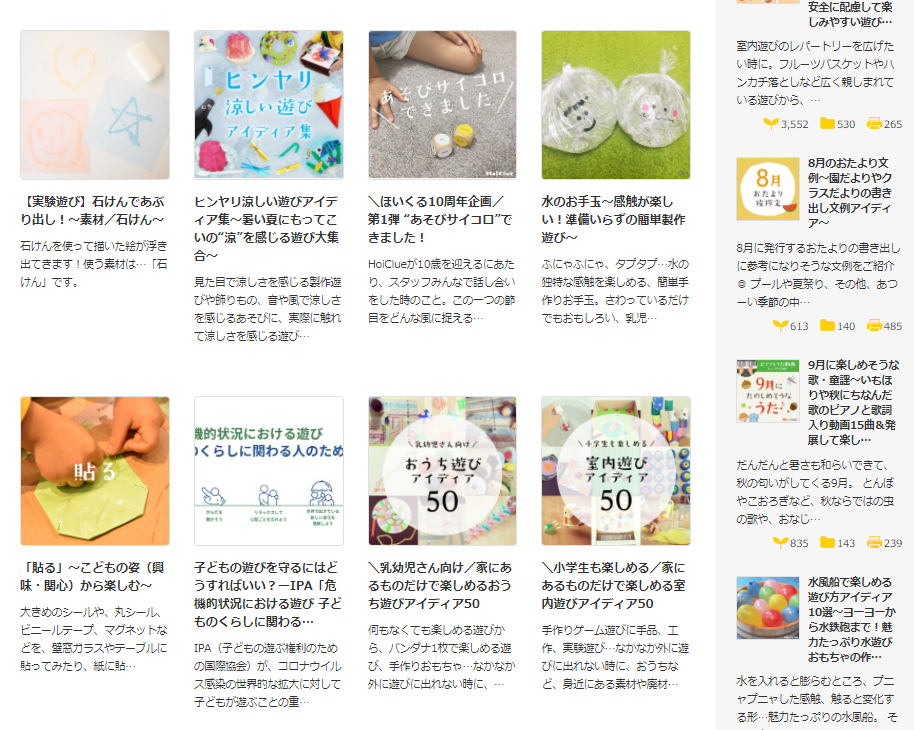 ヒンヤリ
涼しい遊び
アイディア集
あそびサイコロ
できました
HoiClue
【実験遊び】石けんであぶ
り出し！〜素材／石けん〜
石けんを使って描いた絵が浮き
出てきます！使う素材は…「石
けん」です。
ヒンヤリ涼しい遊びアイデ
ィア集〜暑い夏にもってこ
いの“涼”を感じる遊び大集
合〜
見た目で涼しさを感じる製作遊
びや飾りもの、音や風で涼しさ
を感じるあそびに、実際に触れ
て涼しさを感じる遊び…
＼ほいくる10周年企画／
第1弾 “あそびサイコロ”で
きました！
HoiClueが10歳を迎えるにあた
り、スタッフみんなで話し合い
をした時のこと。この一つの節
目をどんな風に捉える…
水のお手玉〜感触が楽し
い！準備いらずの簡単製作
遊び〜
ふにゃふにゃ、タプタプ…水の
独特な感触を楽しめる、簡単手
作りお手玉。さわっているだけ
でもおもしろい、乳児…
貼る
機的状況における遊び
のくらしに関わる人のため
からだを
動かそう
リラックスして
心配ごとを忘れよう
＼乳幼児さん向け／
おうち遊び
アイディア
50
＼小学生も楽しめる／
室内遊び
アイディア
50
「貼る」〜こどもの姿（興
味・関心）から楽しむ〜
大きめのシールや、丸シール、
ビニールテープ、マグネットな
どを、壁窓ガラスやテーブルに
貼ってみたり、紙に貼…
子どもの遊びを守るにはど
うすればいい？ーIPA「危
機的状況における遊び 子ど
ものくらしに関わる…
IPA（子どもの遊ぶ権利のため
の国際協会）が、コロナウイル
ス感染の世界的な拡大に対して
子どもが遊ぶことの重…
＼乳幼児さん向け／家にあ
るものだけで楽しめるおう
ち遊びアイディア50
何もなくても楽しめる遊びか
ら、バンダナ1枚で楽しめる遊
び、手作りおもちゃ…なかなか
外に遊びに出れない時に、…
＼小学生も楽しめる／家に
あるものだけで楽しめる室
内遊びアイディア50
手作りゲーム遊びに手品、工
作、実験遊び…なかなか外に遊
びに出れない時に、おうちな
ど、身近にある素材や廃材…
安全に配慮して楽
しみやすい遊び…
室内遊びのレパートリーを広げた
い時に。フルーツバスケットやハ
ンカチ落としなど広く親しまれて
いる遊びから、…
3,552 530 265
8月
おたより
挨拶文
8月のおたより文
例〜園だよりやク
ラスだよりの書き
出し文例アイディ
ア〜
8月に発行するおたよりの書き出し
に参考になりそうな文例をご紹介
◎ プールや夏祭り、その他、あつ
ーい季節の中…
613 140 485
9月に
たのしめそうな
うた♪
9月に楽しめそうな
歌・童謡〜いもほ
りや秋にちなんだ
歌のピアノと歌詞
入り動画15曲&発
展して楽し…
だんだんと暑さも和らいできて、
秋の匂いがしてくる9月。 とんぼ
やこおろぎなど、秋ならではの虫
の歌や、おなじ…
835 143 239
水風船で楽しめる
遊び方アイディア
10選〜ヨーヨーか
ら水鉄砲まで！魅
力たっぷり水遊び
おもちゃの作…
水を入れると膨らむところ、プニ
ャプニャした感触、触ると変化す
る形…魅力たっぷりの水風船。 そ